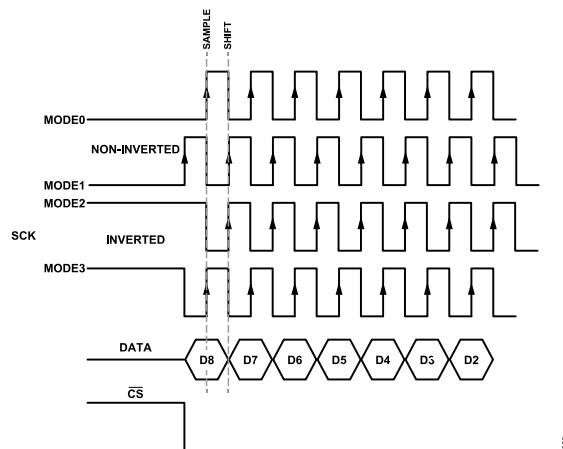 SAMPLE
SHIFT
MODE0
NON-INVERTED
MODE1
MODE2
SCK
INVERTED
MODE3
DATA
D8 D7 D6 D5 D4 D3 D2
CS